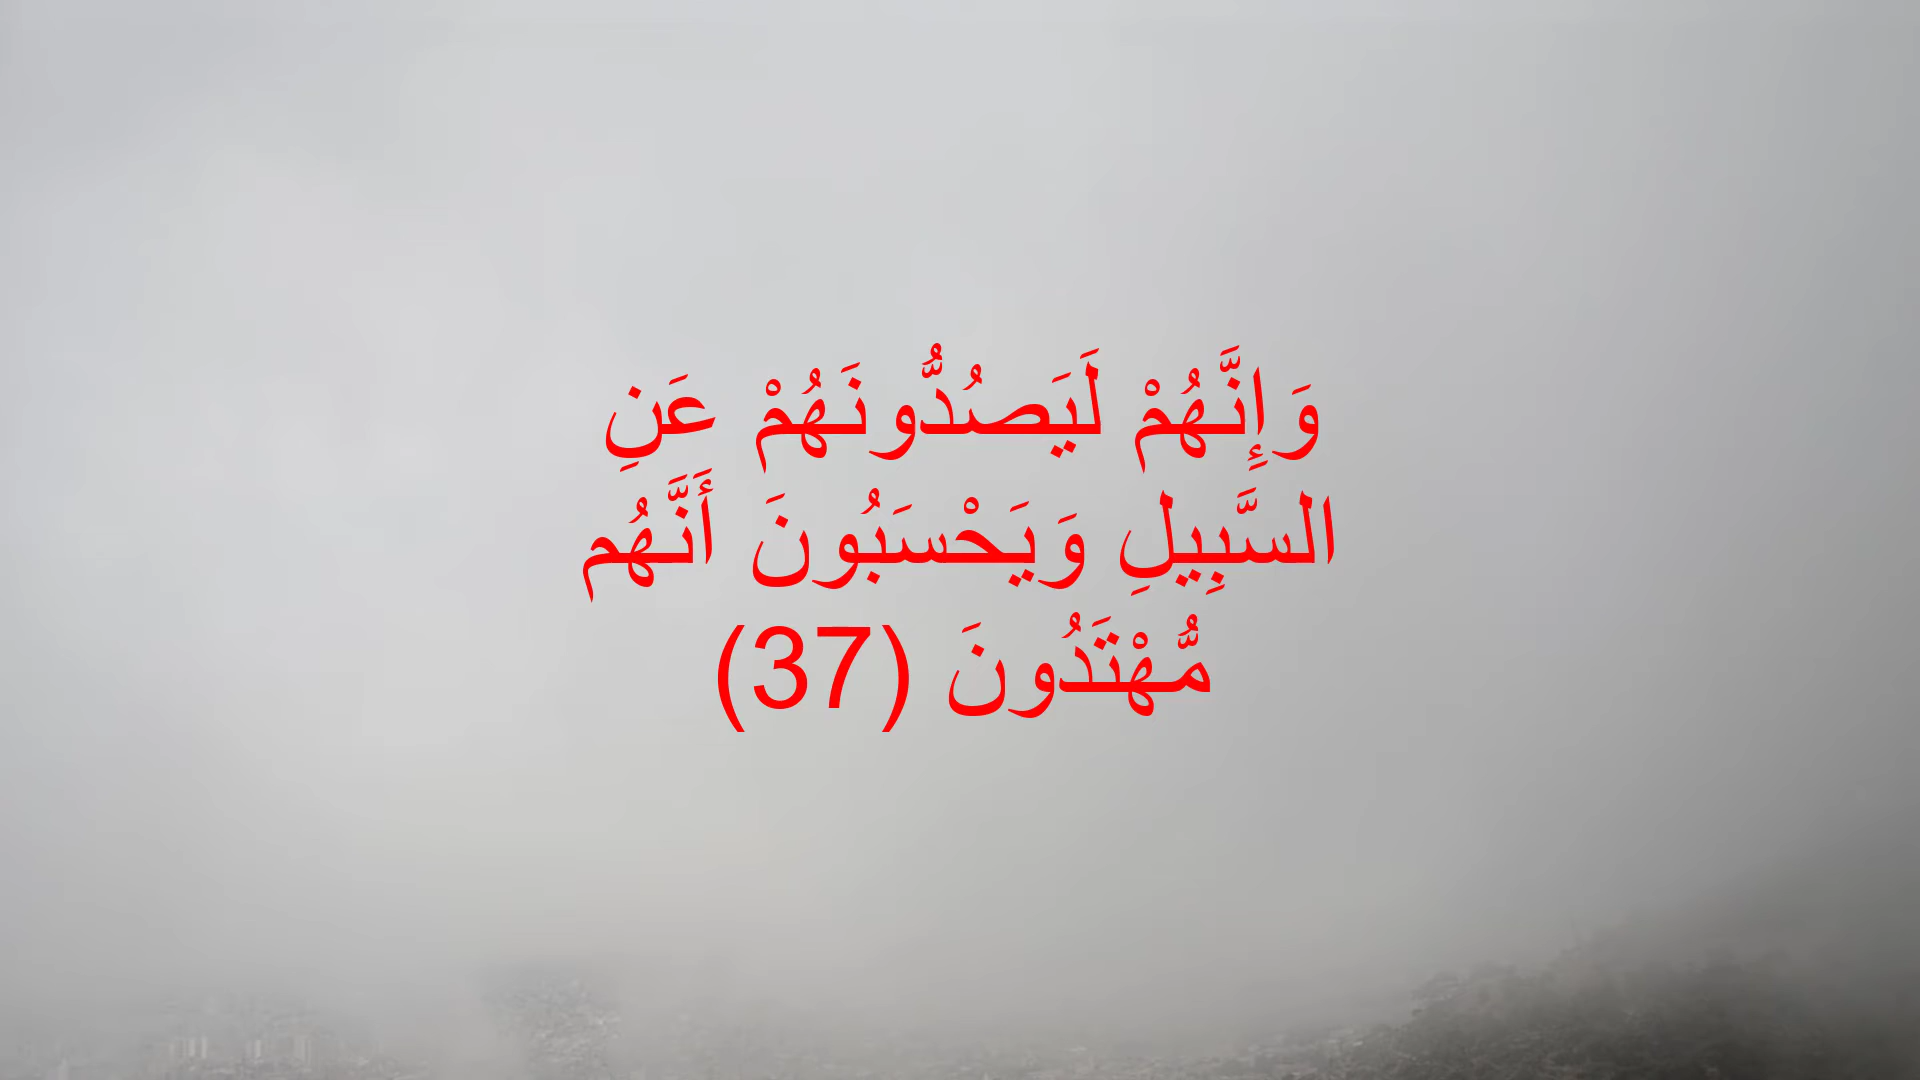 وَإِنَّهُمْ لَيَصُدُّونَهُمْ عَنِ
السَّبِيلِ وَيَحْسَبُونَ أَنَّهُم
مُّهْتَدُونَ (37)